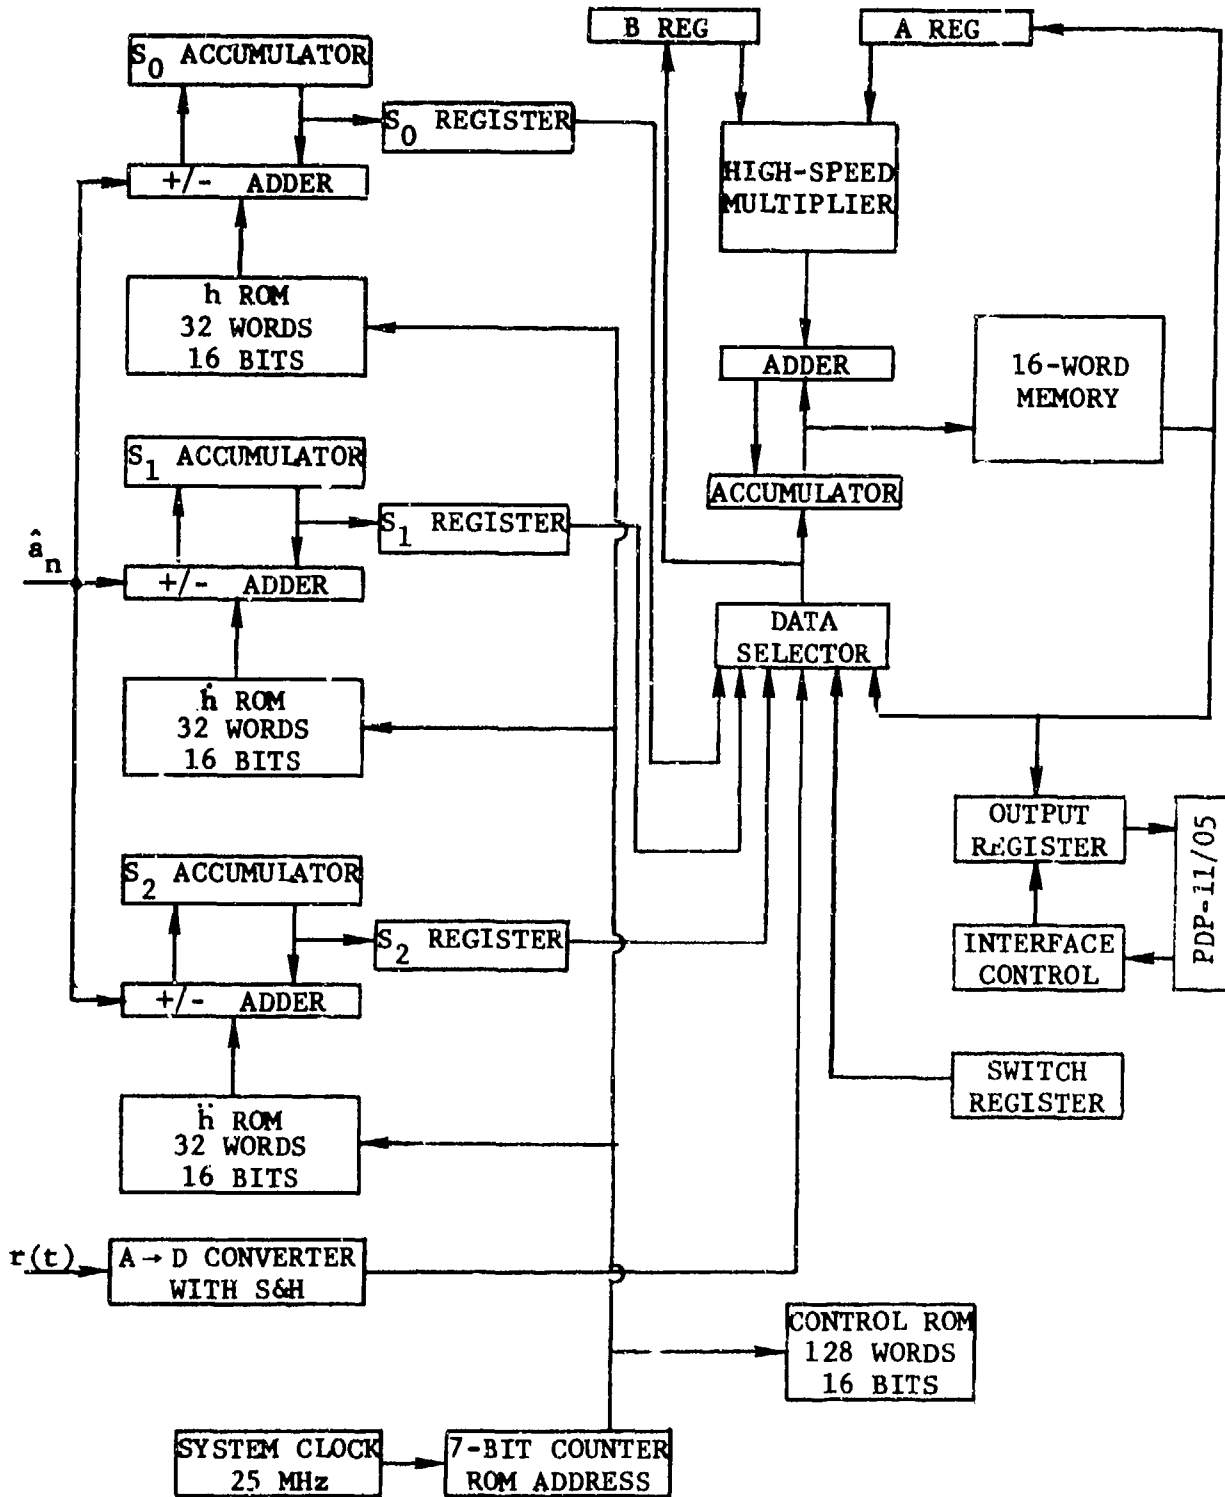 B REG
A REG
S0 ACCUMULATOR
S0 REGISTER
+/- ADDER
HIGH-SPEED
MULTIPLIER
h ROM
32 WORDS
16 BITS
ADDER
16-WORD
MEMORY
S1 ACCUMULATOR
ACCUMULATOR
S1 REGISTER
ân
+/- ADDER
DATA
SELECTOR
ḣ ROM
32 WORDS
16 BITS
OUTPUT
REGISTER
PDP-11/05
S2 ACCUMULATOR
S2 REGISTER
INTERFACE
CONTROL
+/- ADDER
SWITCH
REGISTER
ḧ ROM
32 WORDS
16 BITS
r(t)
A→D CONVERTER
WITH S&H
CONTROL ROM
128 WORDS
16 BITS
SYSTEM CLOCK
25 MHz
7-BIT COUNTER
ROM ADDRESS